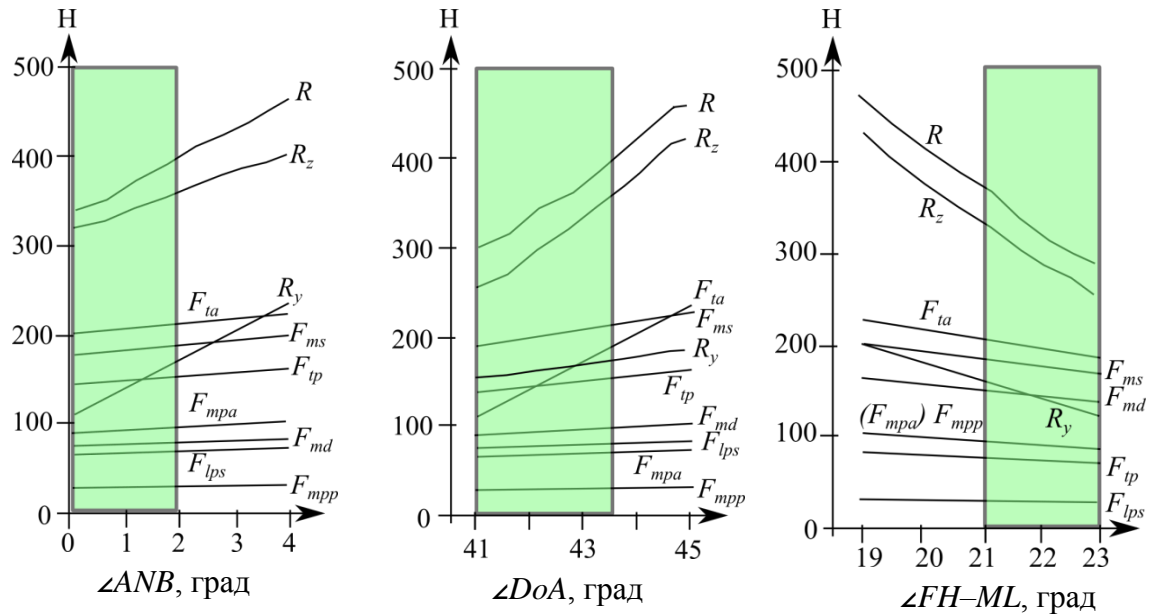 H
500
400
300
200
100
0
R
R_z
F_ta
R_y
F_ms
F_tp
F_mpa
F_md
F_lps
F_mpp
0 1 2 3 4
∠ANB, град
H
500
400
300
200
100
0
R
R_z
F_ta
F_ms
R_y
F_tp
F_md
F_lps
F_mpa
F_mpp
41 43 45
∠DoA, град
H
500
400
300
200
100
0
R
R_z
F_ta
F_ms
F_md
(F_mpa) F_mpp
R_y
F_tp
F_lps
19 20 21 22 23
∠FH–ML, град